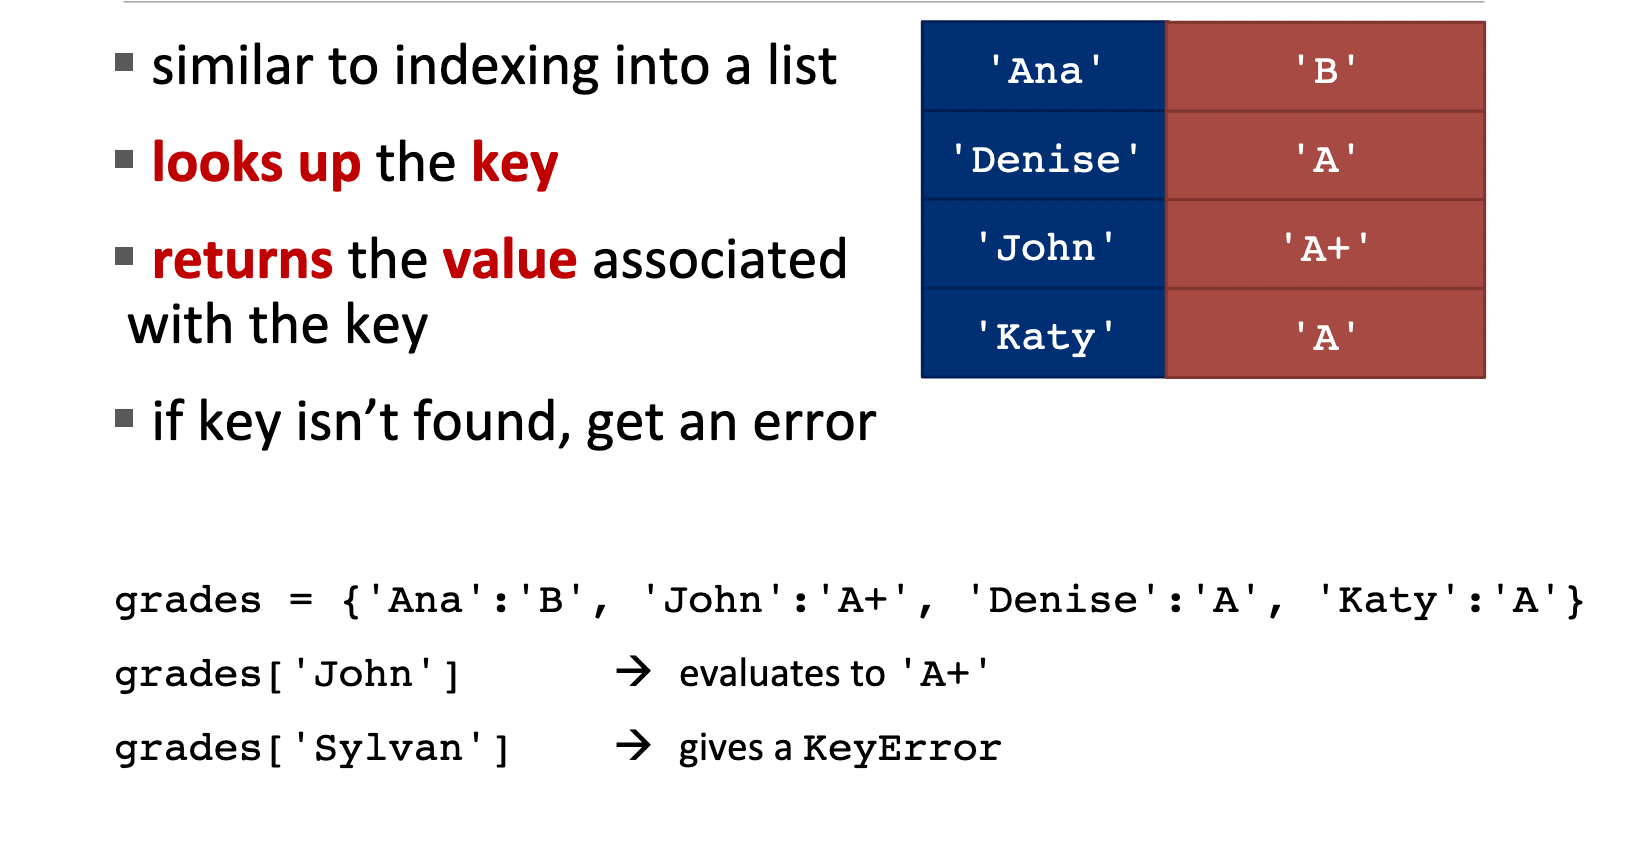 ▪ similar to indexing into a list
▪ looks up the key
▪ returns the value associated
with the key
▪ if key isn’t found, get an error
'Ana' 'B'
'Denise' 'A'
'John' 'A+'
'Katy' 'A'
grades = {'Ana':'B', 'John':'A+', 'Denise':'A', 'Katy':'A'}
grades['John'] → evaluates to 'A+'
grades['Sylvan'] → gives a KeyError